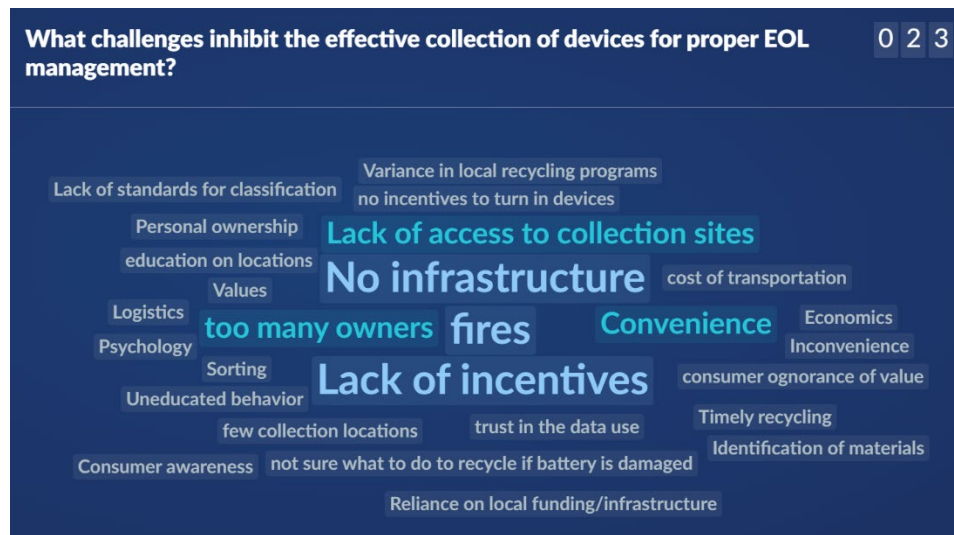 What challenges inhibit the effective collection of devices for proper EOL
management?
0 2 3
Variance in local recycling programs
Lack of standards for classification
no incentives to turn in devices
Personal ownership
Lack of access to collection sites
education on locations
No infrastructure
cost of transportation
Values
Logistics
too many owners
fires
Convenience
Economics
Psychology
Inconvenience
Sorting
Lack of incentives
consumer ognorance of value
Uneducated behavior
Timely recycling
few collection locations
trust in the data use
Identification of materials
Consumer awareness
not sure what to do to recycle if battery is damaged
Reliance on local funding/infrastructure